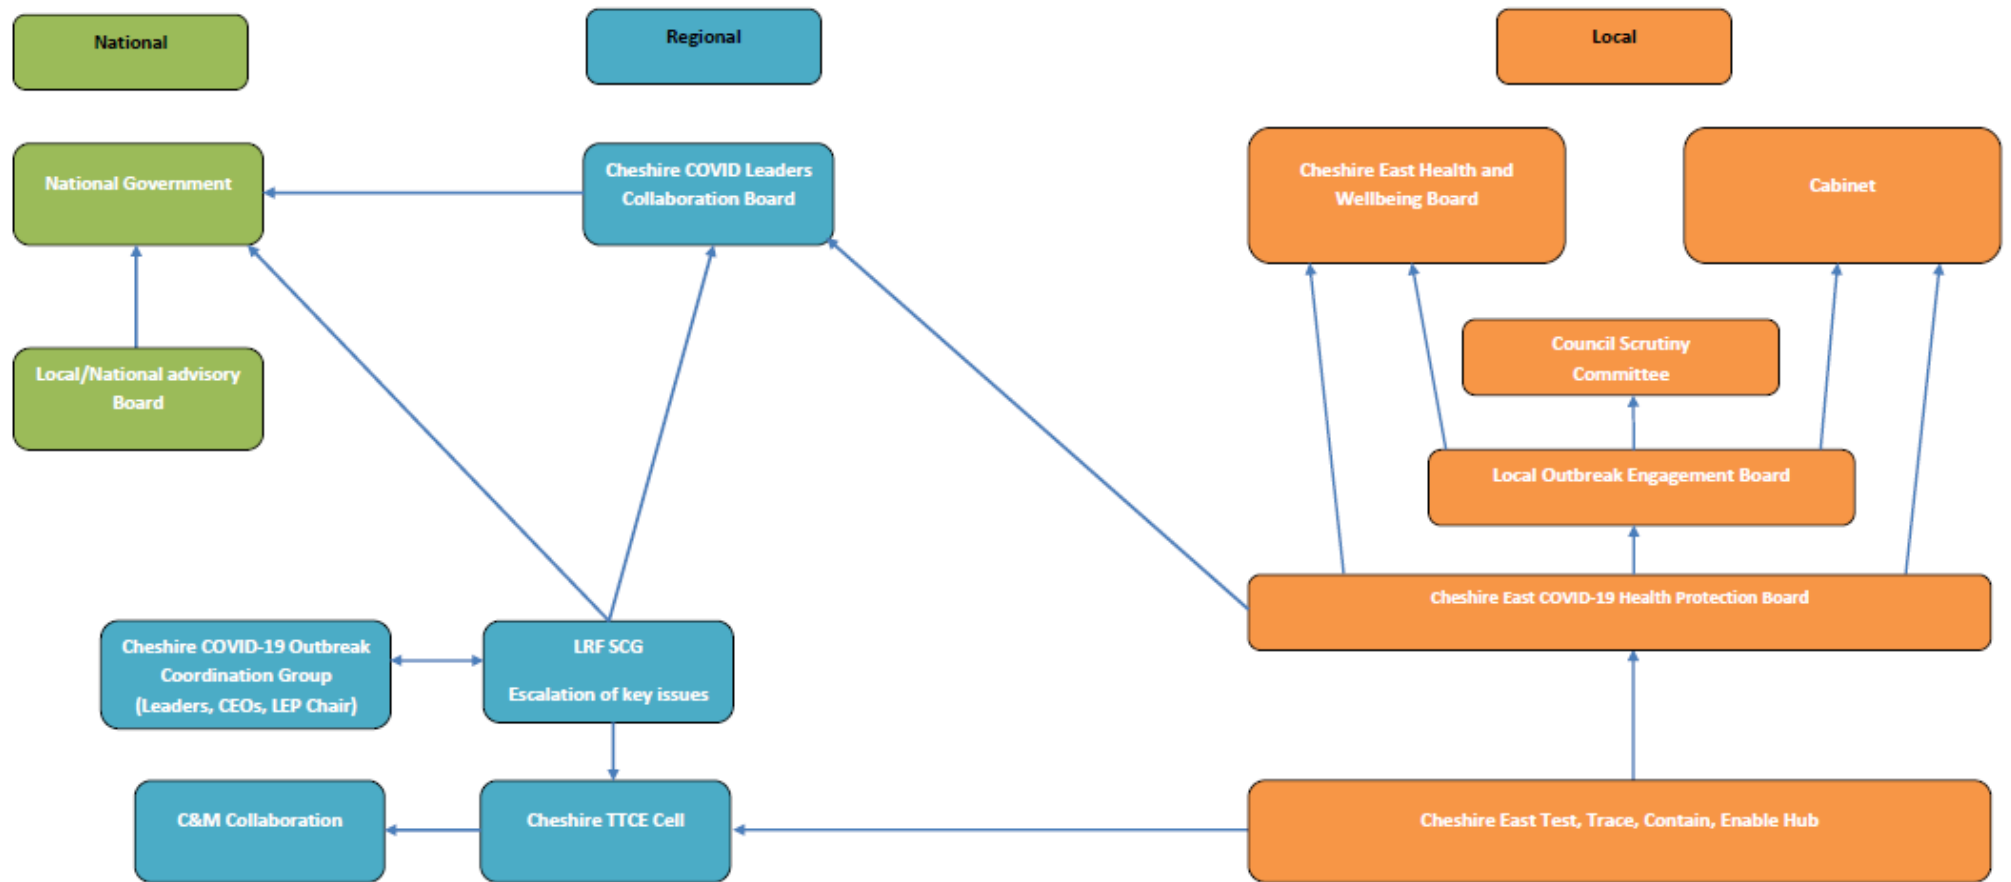 National
Regional
Local
National Government
Cheshire COVID Leaders
Collaboration Board
Cheshire East Health and
Wellbeing Board
Cabinet
Council Scrutiny
Committee
Local/National advisory
Board
Local Outbreak Engagement Board
Cheshire East COVID-19 Health Protection Board
Cheshire COVID-19 Outbreak
Coordination Group
(Leaders, CEOs, LEP Chair)
LRF SCG
Escalation of key issues
C&M Collaboration
Cheshire TTCE Cell
Cheshire East Test, Trace, Contain, Enable Hub